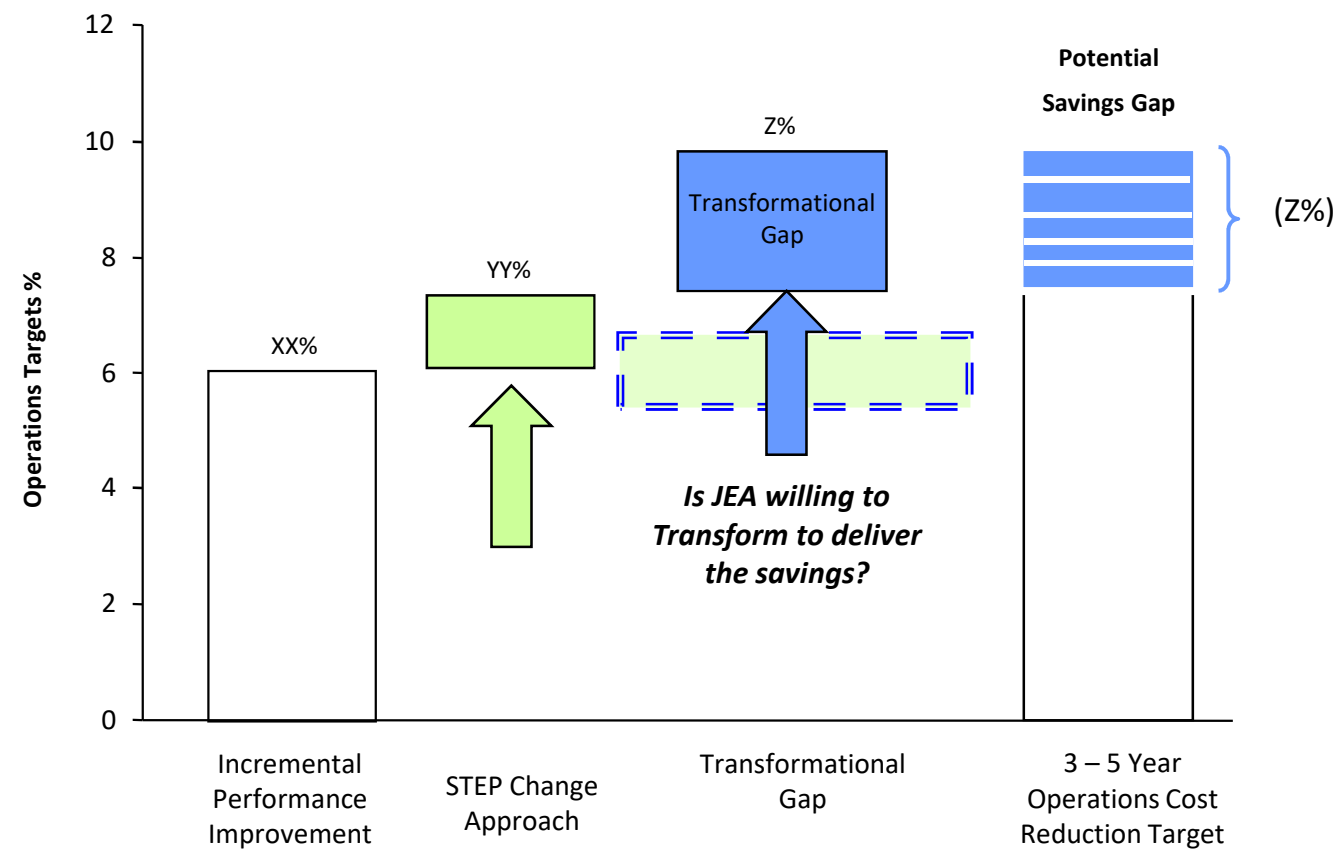 12
Potential
Savings Gap
10
Z%
Transformational
Gap
(Z%)
8
YY%
XX%
6
Operations Targets %
4
Is JEA willing to
Transform to deliver
the savings?
2
0
Incremental
Performance
Improvement
STEP Change
Approach
Transformational
Gap
3 – 5 Year
Operations Cost
Reduction Target